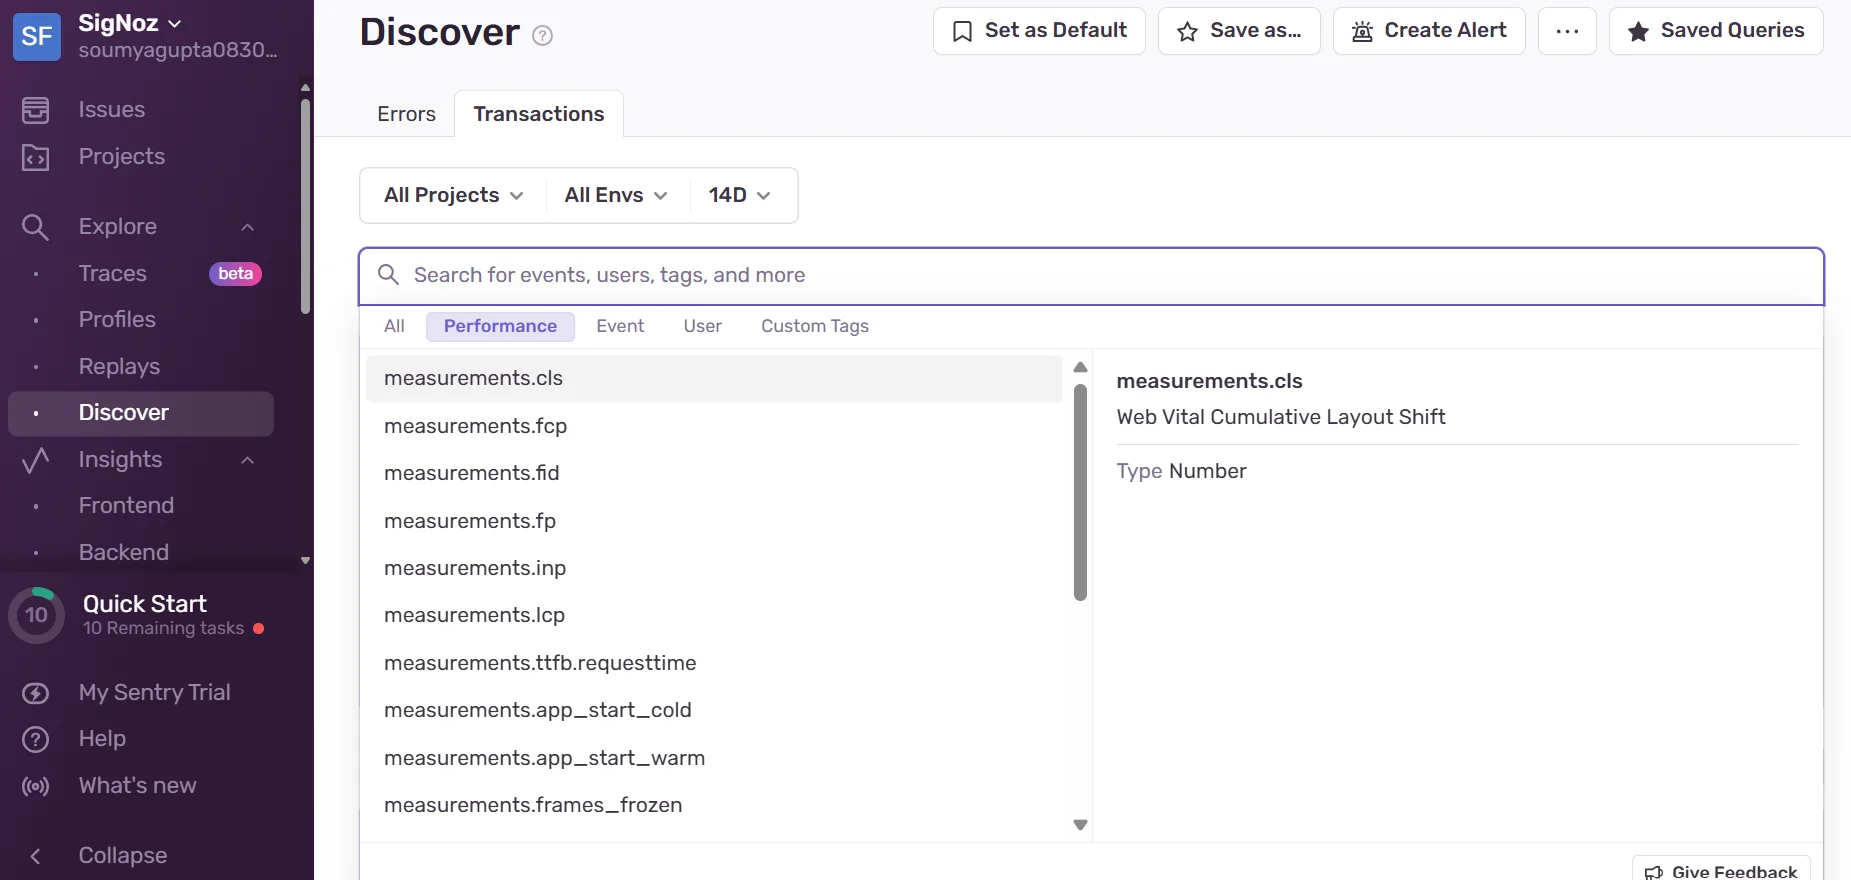 SF
SigNoz
soumyagupta0830...
Issues
Projects
Explore
Traces
beta
Profiles
Replays
Discover
Insights
Frontend
Backend
10
Quick Start
10 Remaining tasks
My Sentry Trial
Help
What's new
Collapse
Discover
?
Set as Default
Save as...
Create Alert
...
Saved Queries
Errors
Transactions
All Projects
All Envs
14D
Search for events, users, tags, and more
All
Performance
Event
User
Custom Tags
measurements.cls
measurements.fcp
measurements.fid
measurements.fp
measurements.inp
measurements.lcp
measurements.ttfb.requesttime
measurements.app_start_cold
measurements.app_start_warm
measurements.frames_frozen
measurements.cls
Web Vital Cumulative Layout Shift
Type Number
Give Feedback